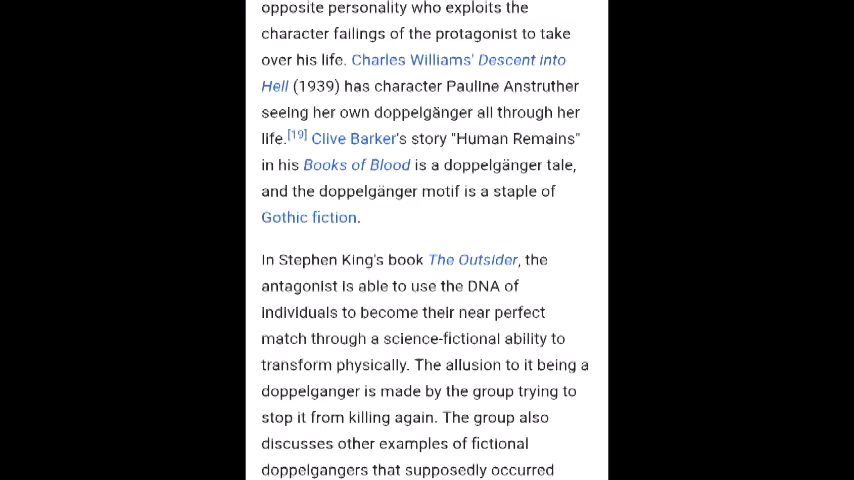 opposite personality who exploits the
character failings of the protagonist to take
over his life. Charles Williams' Descent into
Hell (1939) has character Pauline Anstruther
seeing her own doppelgänger all through her
life.[19] Clive Barker's story "Human Remains"
in his Books of Blood is a doppelgänger tale,
and the doppelgänger motif is a staple of
Gothic fiction.
In Stephen King's book The Outsider, the
antagonist is able to use the DNA of
individuals to become their near perfect
match through a science-fictional ability to
transform physically. The allusion to it being a
doppelganger is made by the group trying to
stop it from killing again. The group also
discusses other examples of fictional
doppelgangers that supposedly occurred